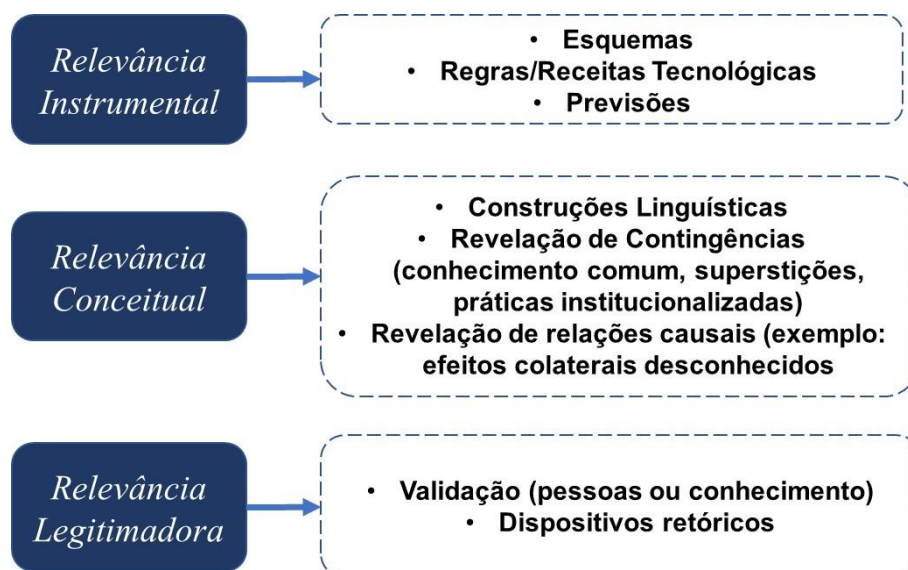 Relevância
Instrumental
• Esquemas
• Regras/Receitas Tecnológicas
• Previsões
Relevância
Conceitual
• Construções Linguísticas
• Revelação de Contingências
(conhecimento comum, superstições,
práticas institucionalizadas)
• Revelação de relações causais (exemplo:
efeitos colaterais desconhecidos
Relevância
Legitimadora
• Validação (pessoas ou conhecimento)
• Dispositivos retóricos